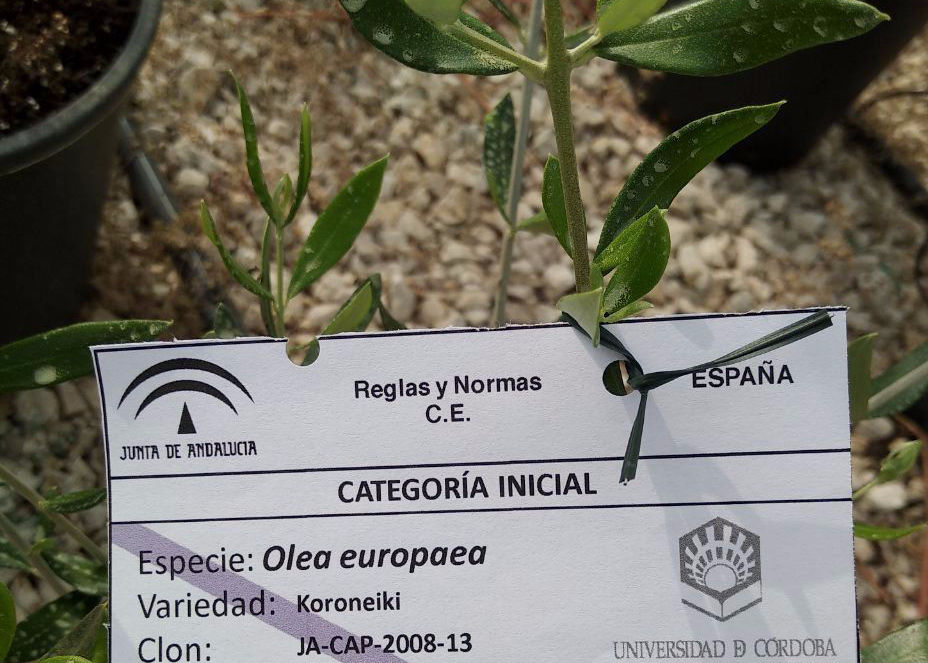 JUNTA DE ANDALUCIA
Reglas y Normas
C.E.
ESPAÑA
CATEGORÍA INICIAL
Especie: Olea europaea
Variedad: Koroneiki
Clon: JA-CAP-2008-13
UNIVERSIDAD D CÓRDOBA